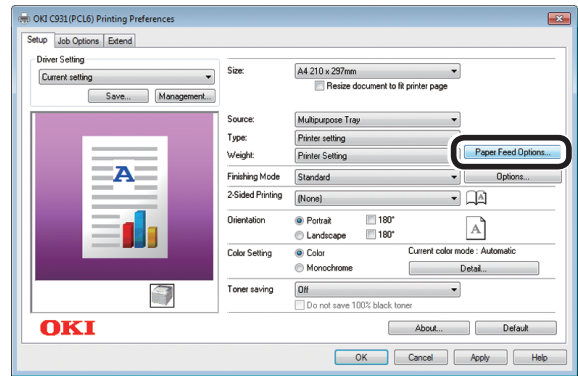 OKI C931(PCL6) Printing Preferences
Setup Job Options Extend
Driver Setting
Current setting
Save... Management...
Size: A4 210 x 297mm
Resize document to fit printer page
Source: Multipurpose Tray
Type: Printer setting
Weight: Printer Setting
Paper Feed Options...
Finishing Mode Standard Options...
2-Sided Printing (None)
Orientation Portrait 180°
Landscape 180°
Color Setting Color Current color mode : Automatic
Monochrome Detail...
Toner saving Off
Do not save 100% black toner
A
A
A
OKI
About... Default
OK Cancel Apply Help